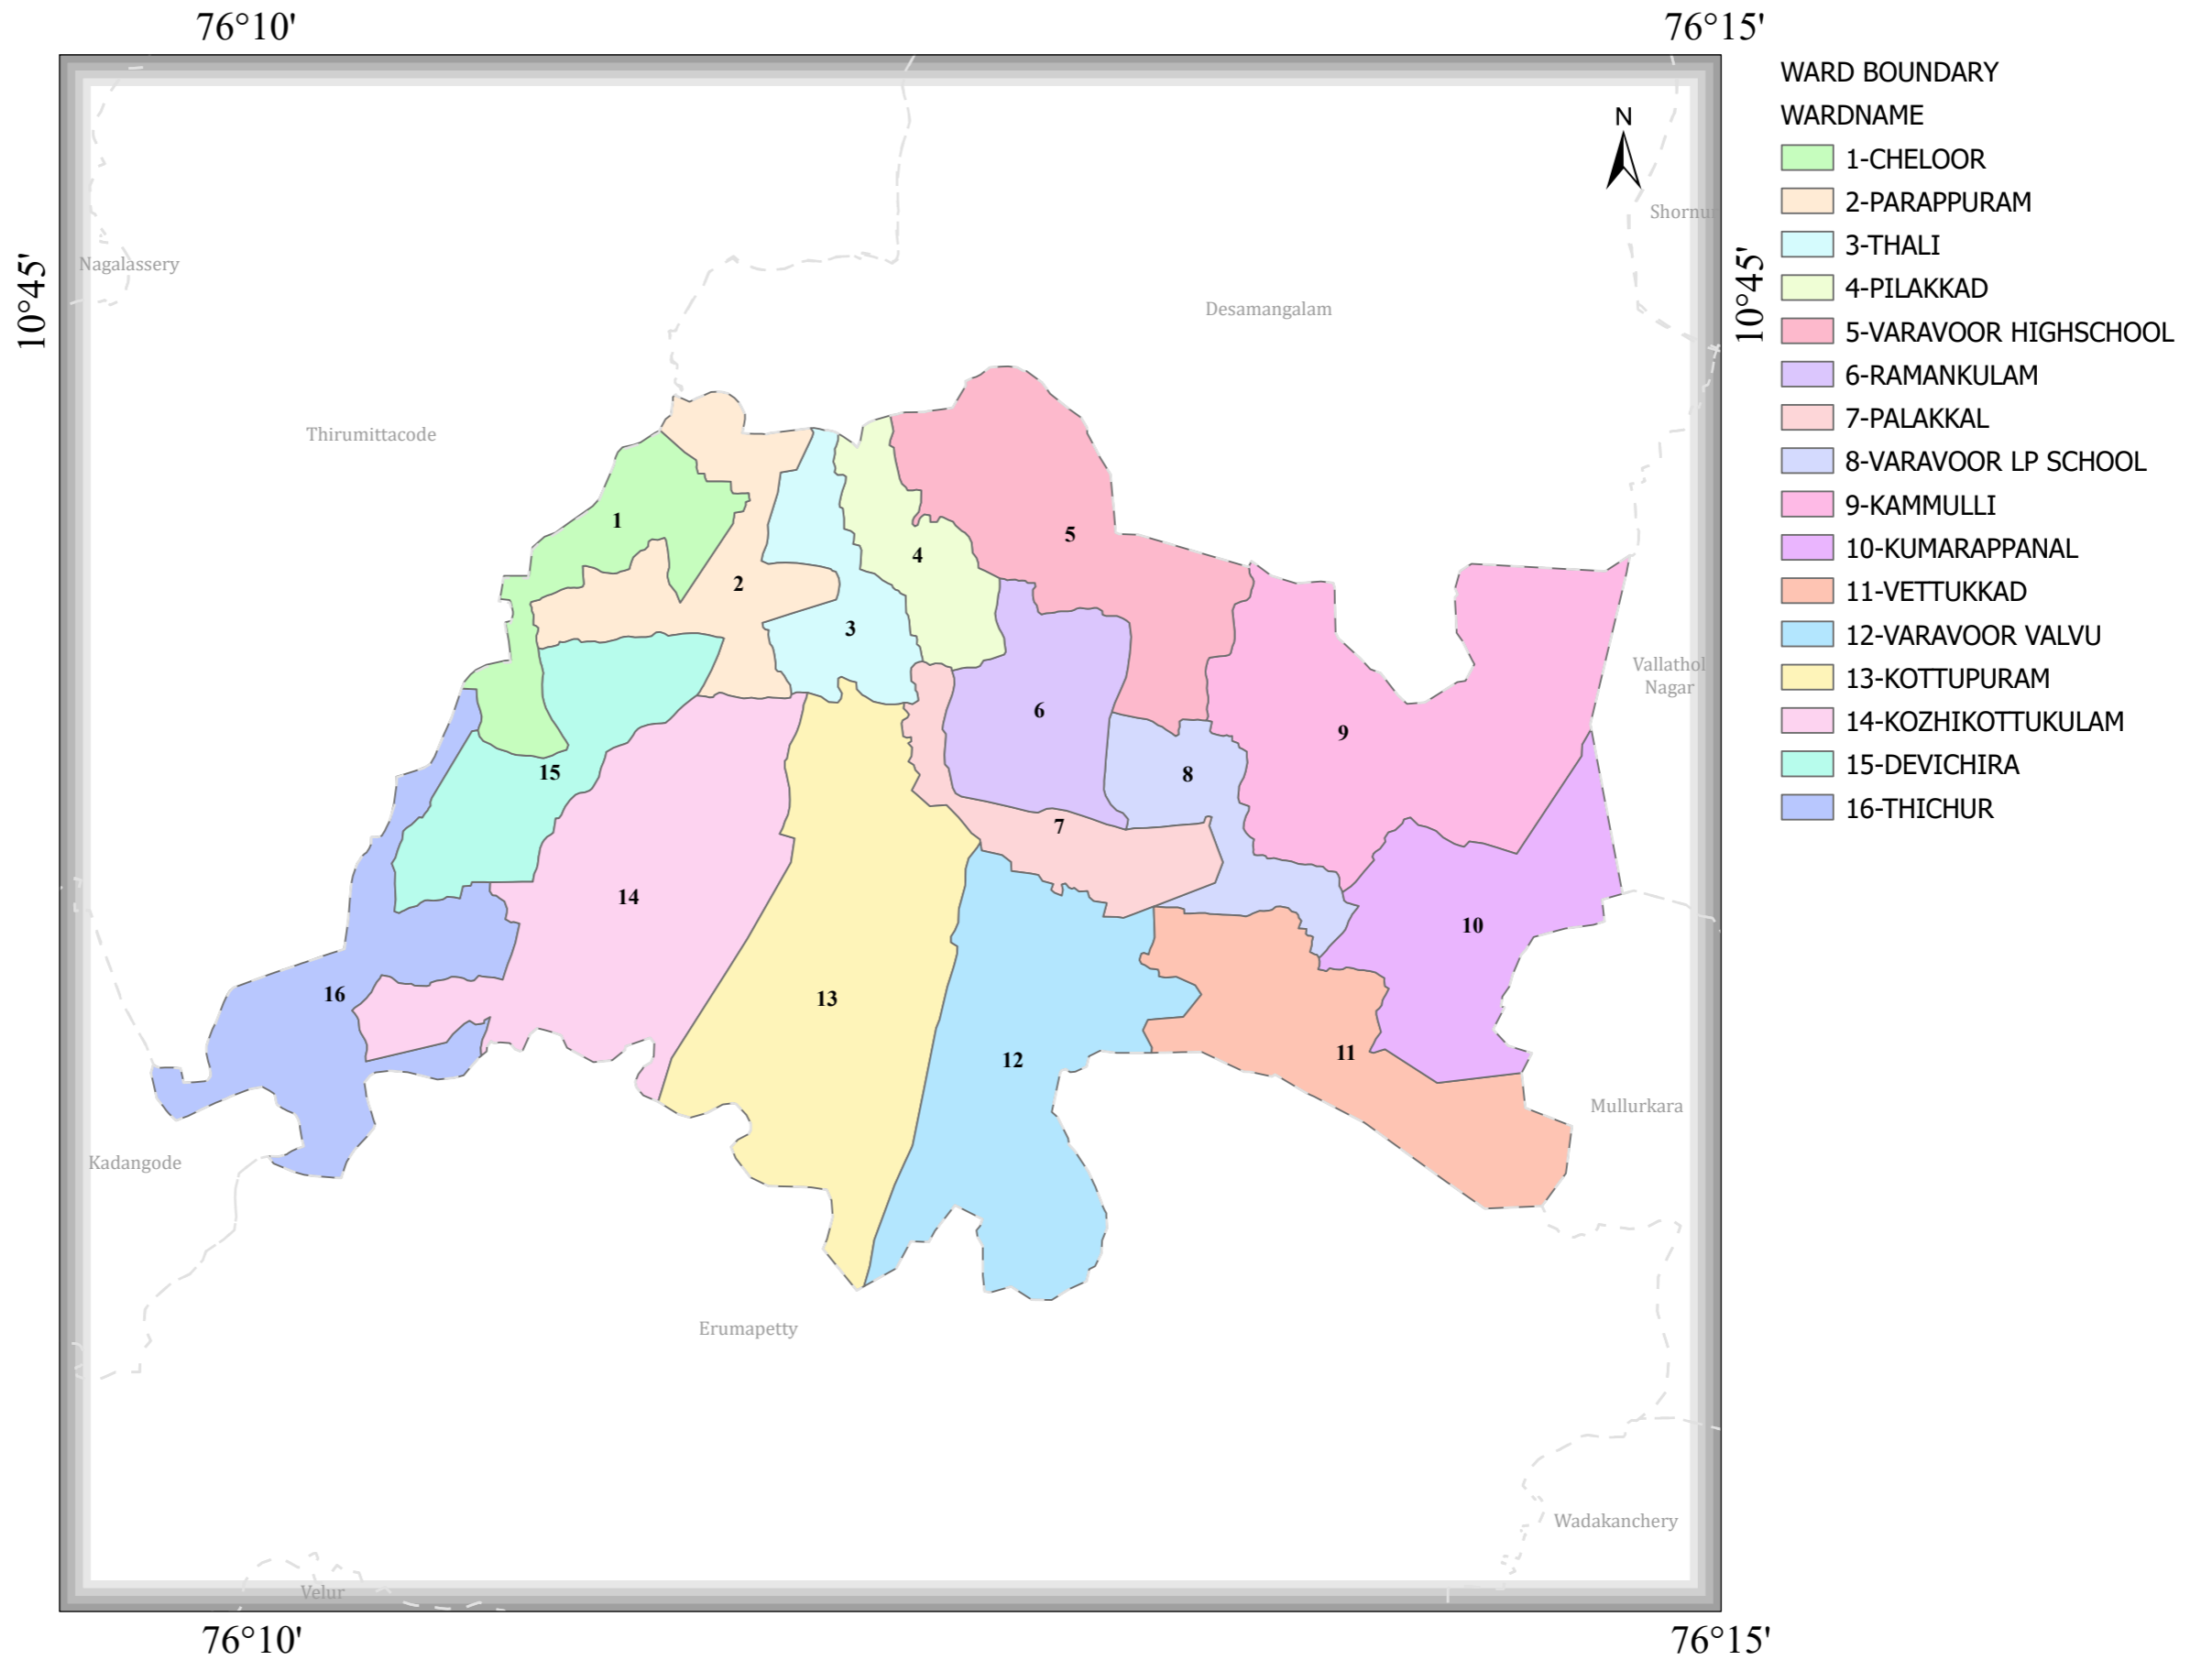 76°10'
76°15'
10°45'
10°45'
N
Shornur
Nagalassery
Desamangalam
Thirumittacode
Vallathol
Nagar
Mullurkara
Kadangode
Erumapetty
Wadakanchery
Velur
1
2
3
4
5
6
7
8
9
10
11
12
13
14
15
16
76°10'
76°15'
WARD BOUNDARY
WARDNAME
1-CHELOOR
2-PARAPPURAM
3-THALI
4-PILAKKAD
5-VARAVOOR HIGHSCHOOL
6-RAMANKULAM
7-PALAKKAL
8-VARAVOOR LP SCHOOL
9-KAMMULLI
10-KUMARAPPANAL
11-VETTUKKAD
12-VARAVOOR VALVU
13-KOTTUPURAM
14-KOZHIKOTTUKULAM
15-DEVICHIRA
16-THICHUR